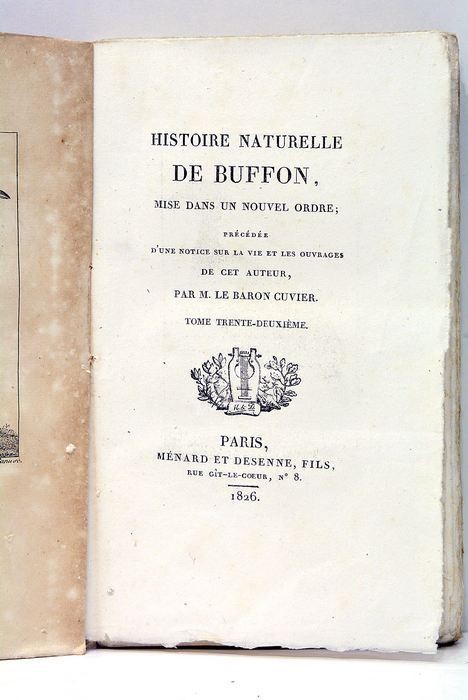 HISTOIRE NATURELLE
DE BUFFON,
MISE DANS UN NOUVEL ORDRE;
PRÉCÉDÉE
D'UNE NOTICE SUR LA VIE ET LES OUVRAGES
DE CET AUTEUR,
PAR M. LE BARON CUVIER.
TOME TRENTE-DEUXIÈME.
PARIS,
MÉNARD ET DESENNE, FILS,
RUE GÎT-LE-COEUR, N° 8.
1826.